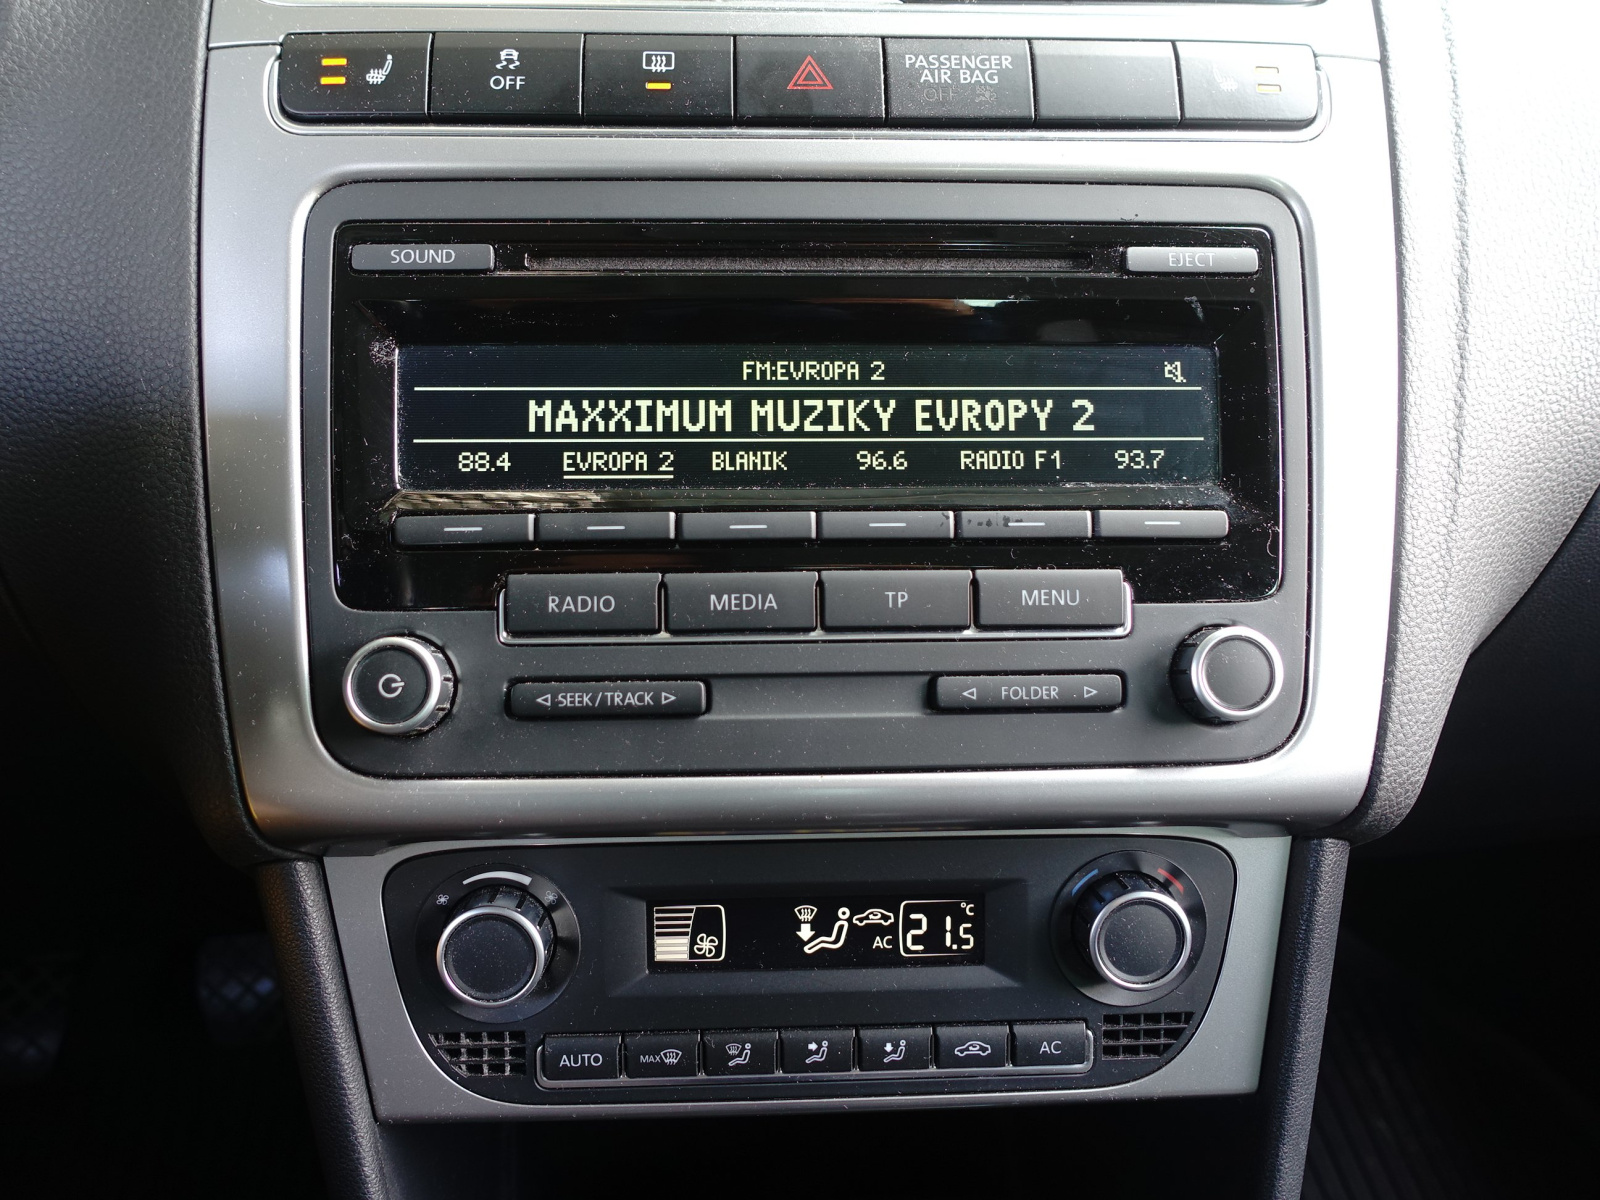 OFF
PASSENGER
AIR BAG
OFF
SOUND
EJECT
FM:EVROPA 2
MAXXIMUM MUZIKY EVROPY 2
88.4 EVROPA 2 BLANIK 96.6 RADIO F1 93.7
RADIO MEDIA TP MENU
SEEK/TRACK FOLDER
AC 21.5 °C
AUTO MAX AC